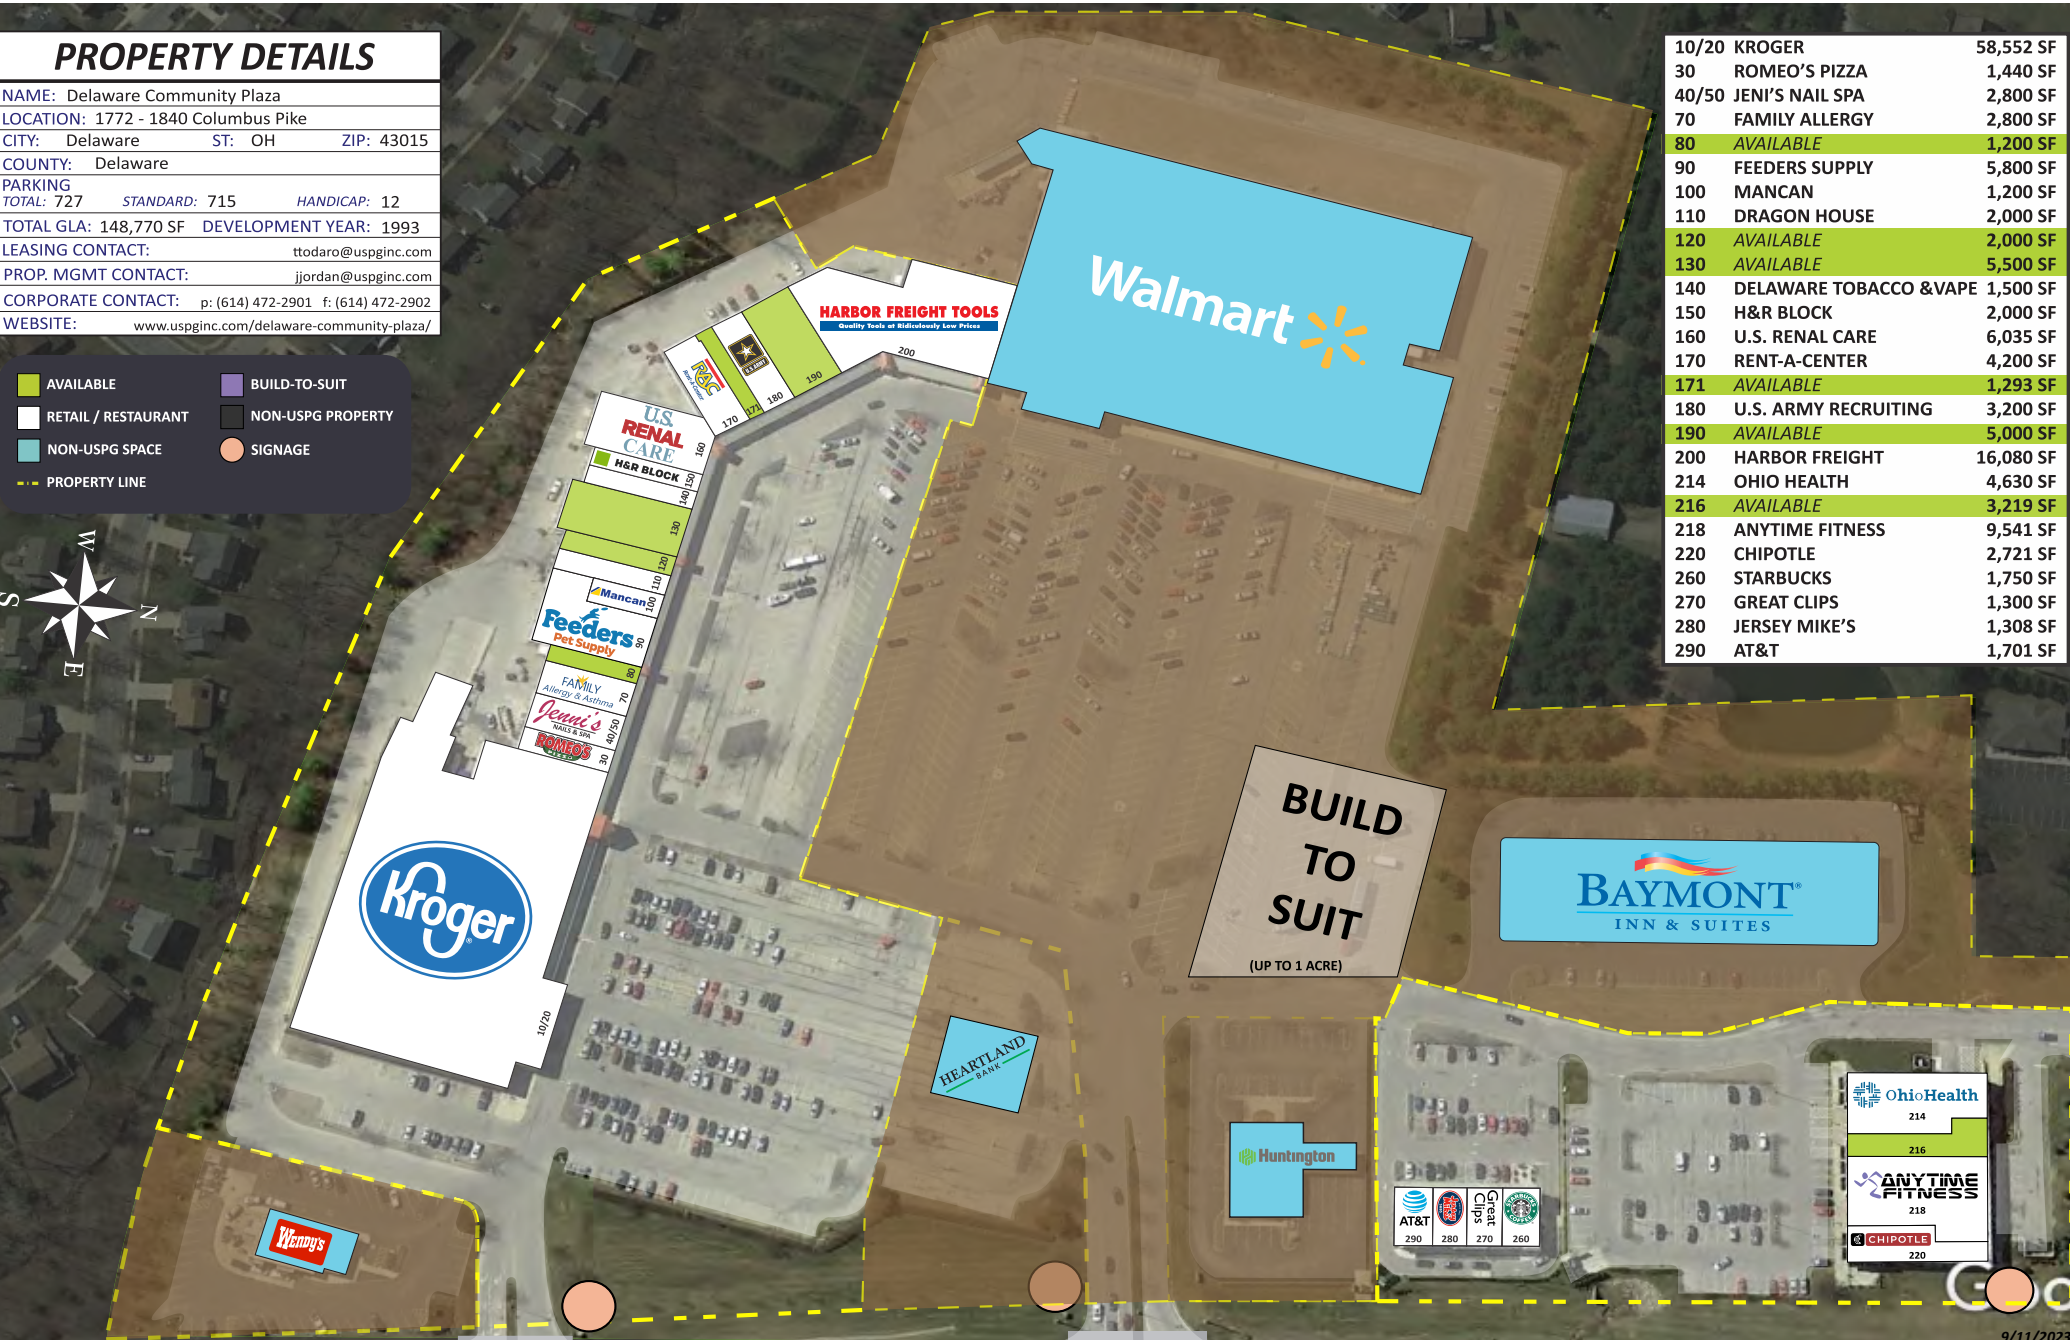 PROPERTY DETAILS
NAME: Delaware Community Plaza
LOCATION: 1772 - 1840 Columbus Pike
CITY: Delaware ST: OH ZIP: 43015
COUNTY: Delaware
PARKING
TOTAL: 727 STANDARD: 715 HANDICAP: 12
TOTAL GLA: 148,770 SF DEVELOPMENT YEAR: 1993
LEASING CONTACT: ttodaro@uspginc.com
PROP. MGMT CONTACT: jjordan@uspginc.com
CORPORATE CONTACT: p: (614) 472-2901 f: (614) 472-2902
WEBSITE: www.uspginc.com/delaware-community-plaza/
AVAILABLE
BUILD-TO-SUIT
RETAIL / RESTAURANT
NON-USPG PROPERTY
NON-USPG SPACE
SIGNAGE
PROPERTY LINE
W
S
N
E
10/20 KROGER 58,552 SF
30 ROMEO'S PIZZA 1,440 SF
40/50 JENI'S NAIL SPA 2,800 SF
70 FAMILY ALLERGY 2,800 SF
80 AVAILABLE 1,200 SF
90 FEEDERS SUPPLY 5,800 SF
100 MANCAN 1,200 SF
110 DRAGON HOUSE 2,000 SF
120 AVAILABLE 2,000 SF
130 AVAILABLE 5,500 SF
140 DELAWARE TOBACCO &VAPE 1,500 SF
150 H&R BLOCK 2,000 SF
160 U.S. RENAL CARE 6,035 SF
170 RENT-A-CENTER 4,200 SF
171 AVAILABLE 1,293 SF
180 U.S. ARMY RECRUITING 3,200 SF
190 AVAILABLE 5,000 SF
200 HARBOR FREIGHT 16,080 SF
214 OHIO HEALTH 4,630 SF
216 AVAILABLE 3,219 SF
218 ANYTIME FITNESS 9,541 SF
220 CHIPOTLE 2,721 SF
260 STARBUCKS 1,750 SF
270 GREAT CLIPS 1,300 SF
280 JERSEY MIKE'S 1,308 SF
290 AT&T 1,701 SF
Walmart
HARBOR FREIGHT TOOLS
Quality Tools at Ridiculously Low Prices
200
190
180
171
RAC
Rent-A-Center
170
U.S.
RENAL
CARE
160
H&R BLOCK
150
140
130
120
110
Mancan
100
Feeders
Pet Supply
90
80
FAMILY
Allergy & Asthma
70
Jenni's
NAILS & SPA
40/50
ROMEO'S
30
Kroger
10/20
BUILD
TO
SUIT
(UP TO 1 ACRE)
BAYMONT
INN & SUITES
HEARTLAND
BANK
Huntington
WENDY'S
AT&T
290
280
Great
Clips
270
STARBUCKS
260
OhioHealth
214
216
ANYTIME
FITNESS
218
CHIPOTLE
220